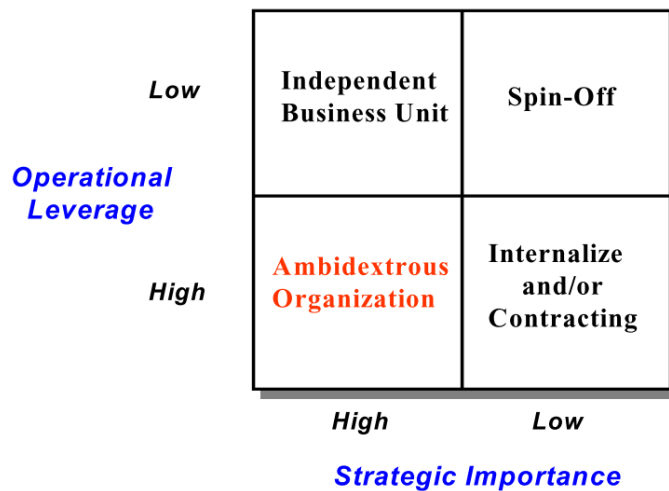 Low
Independent
Business Unit
Spin-Off
Operational
Leverage
High
Ambidextrous
Organization
Internalize
and/or
Contracting
High
Low
Strategic Importance